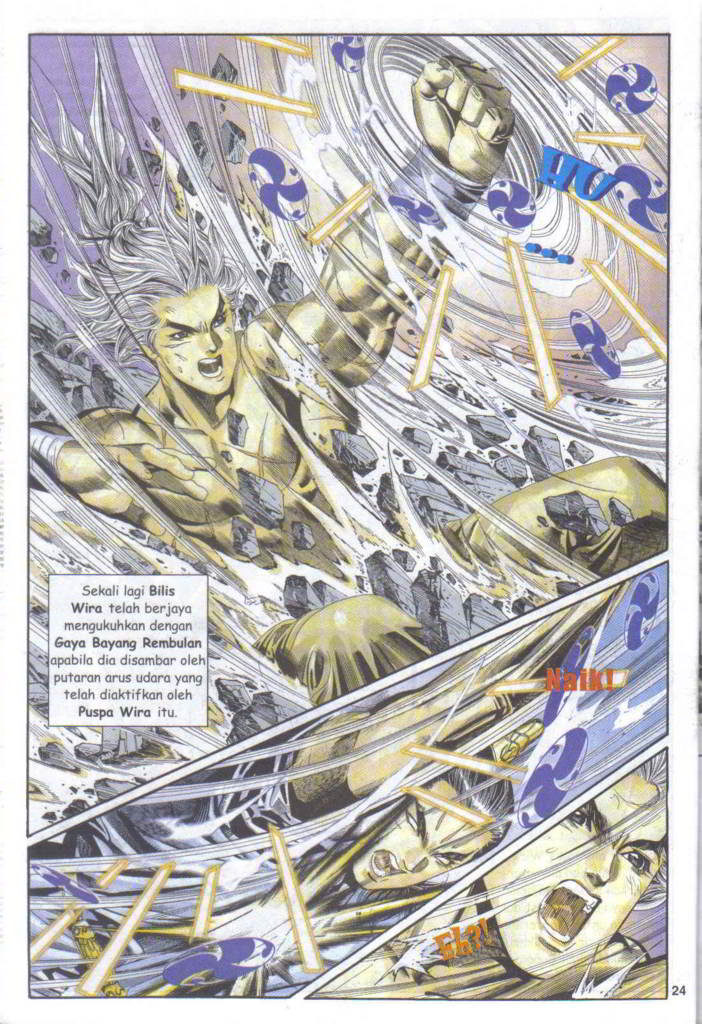 HU
...
Sekali lagi Bilis
Wira telah berjaya
mengukuhkan dengan
Gaya Bayang Rembulan
apabila dia disambar oleh
putaran arus udara yang
telah diaktifkan oleh
Puspa Wira itu.
Naik!
Eh?!
24